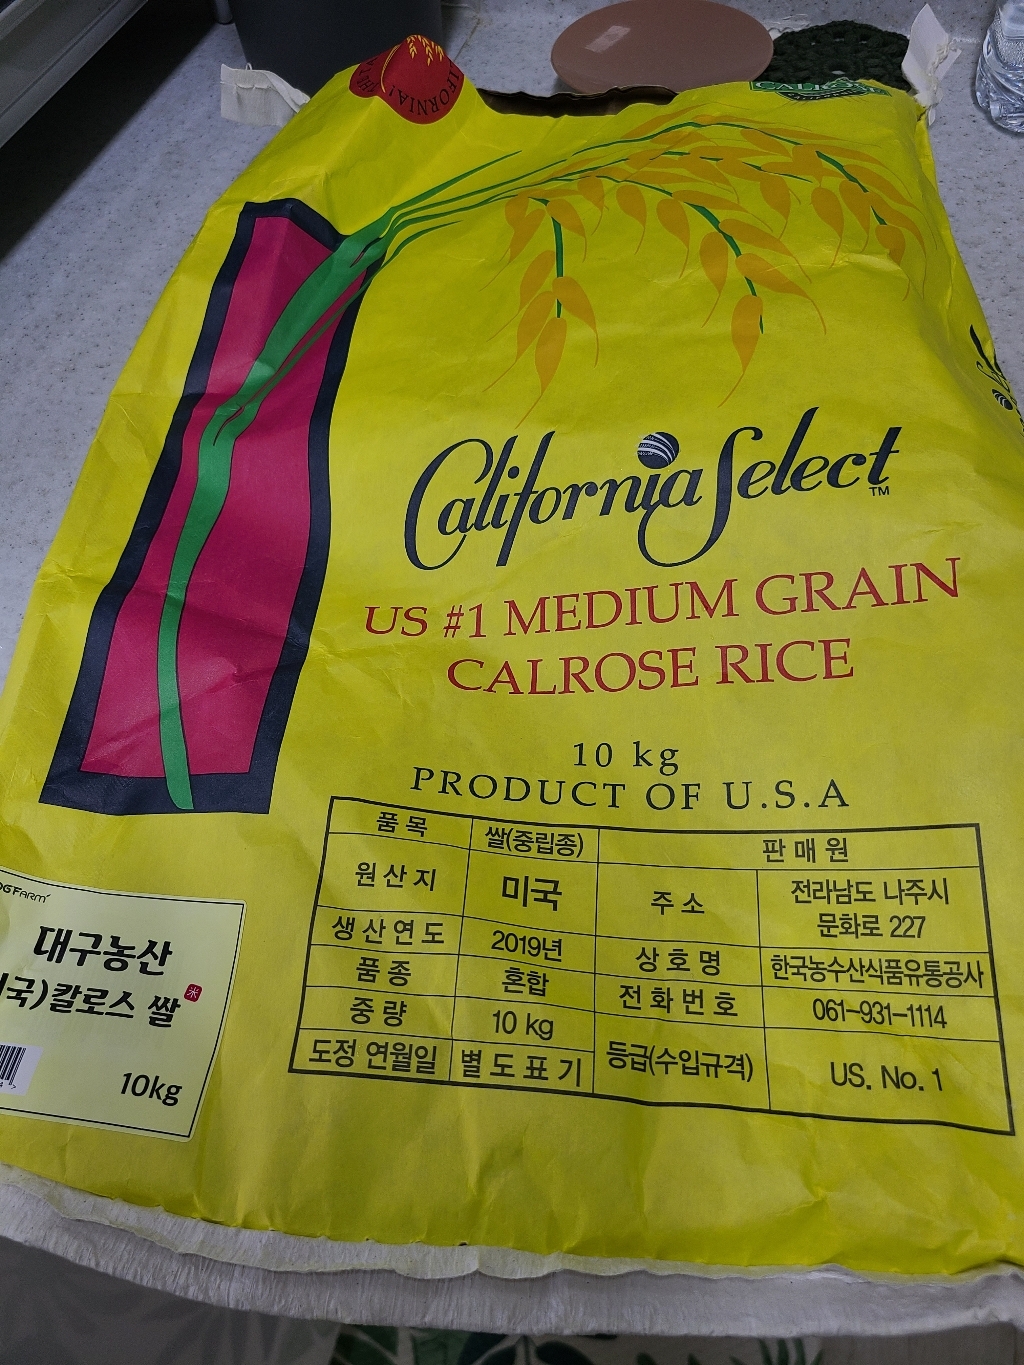 CALIFORNIA
California Select™
US #1 MEDIUM GRAIN
CALROSE RICE
10 kg
PRODUCT OF U.S.A
품목 쌀(중립종) 판매원
원산지 미국 주소 전라남도 나주시
문화로 227
생산연도 2019년 상호명 한국농수산식품유통공사
품종 혼합 전화번호 061-931-1114
중량 10 kg 등급(수입규격) US. No. 1
도정 연월일 별도표기
대구농산
국)칼로스 쌀
米
10kg